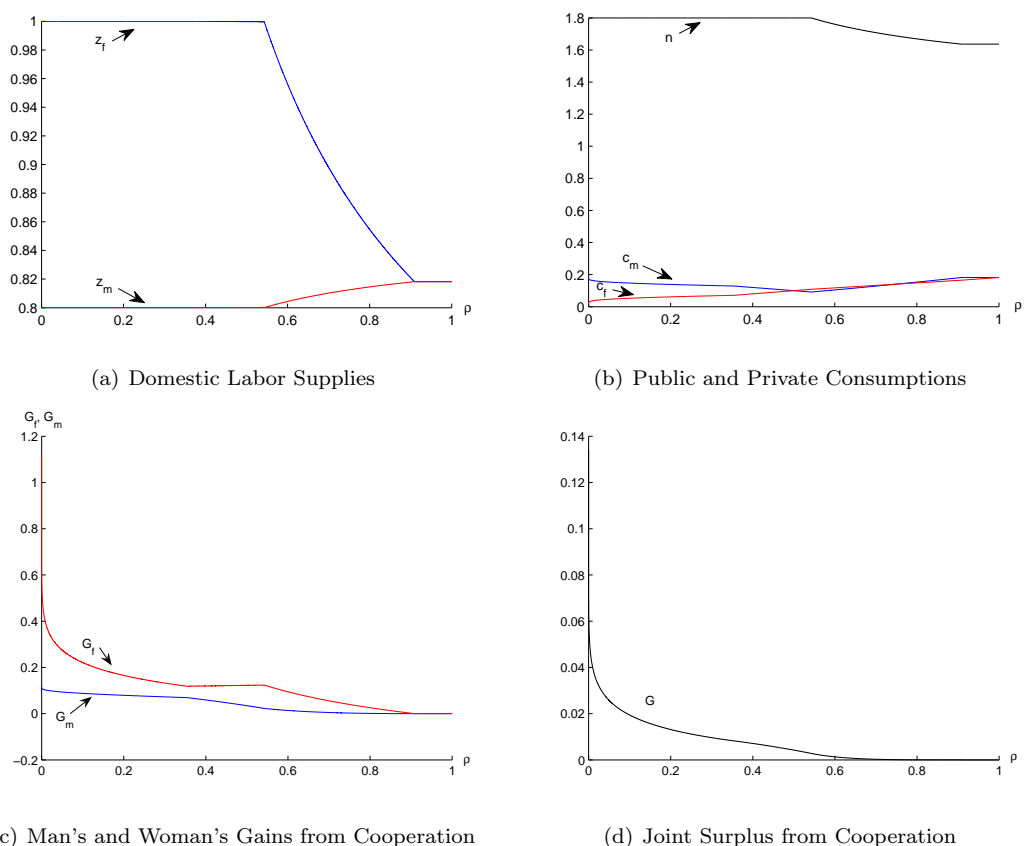 1
0.98
0.96
0.94
0.92
0.9
0.88
0.86
0.84
0.82
0.8
0 0.2 0.4 0.6 0.8 1
ρ
z_f
z_m
(a) Domestic Labor Supplies
1.8
1.6
1.4
1.2
1
0.8
0.6
0.4
0.2
0
0 0.2 0.4 0.6 0.8 1
ρ
n
c_m
c_f
(b) Public and Private Consumptions
G_f, G_m
1.2
1
0.8
0.6
0.4
0.2
0
−0.2
0 0.2 0.4 0.6 0.8 1
ρ
G_f
G_m
c) Man's and Woman's Gains from Cooperation
0.14
0.12
0.1
0.08
0.06
0.04
0.02
0
0 0.2 0.4 0.6 0.8 1
ρ
G
(d) Joint Surplus from Cooperation